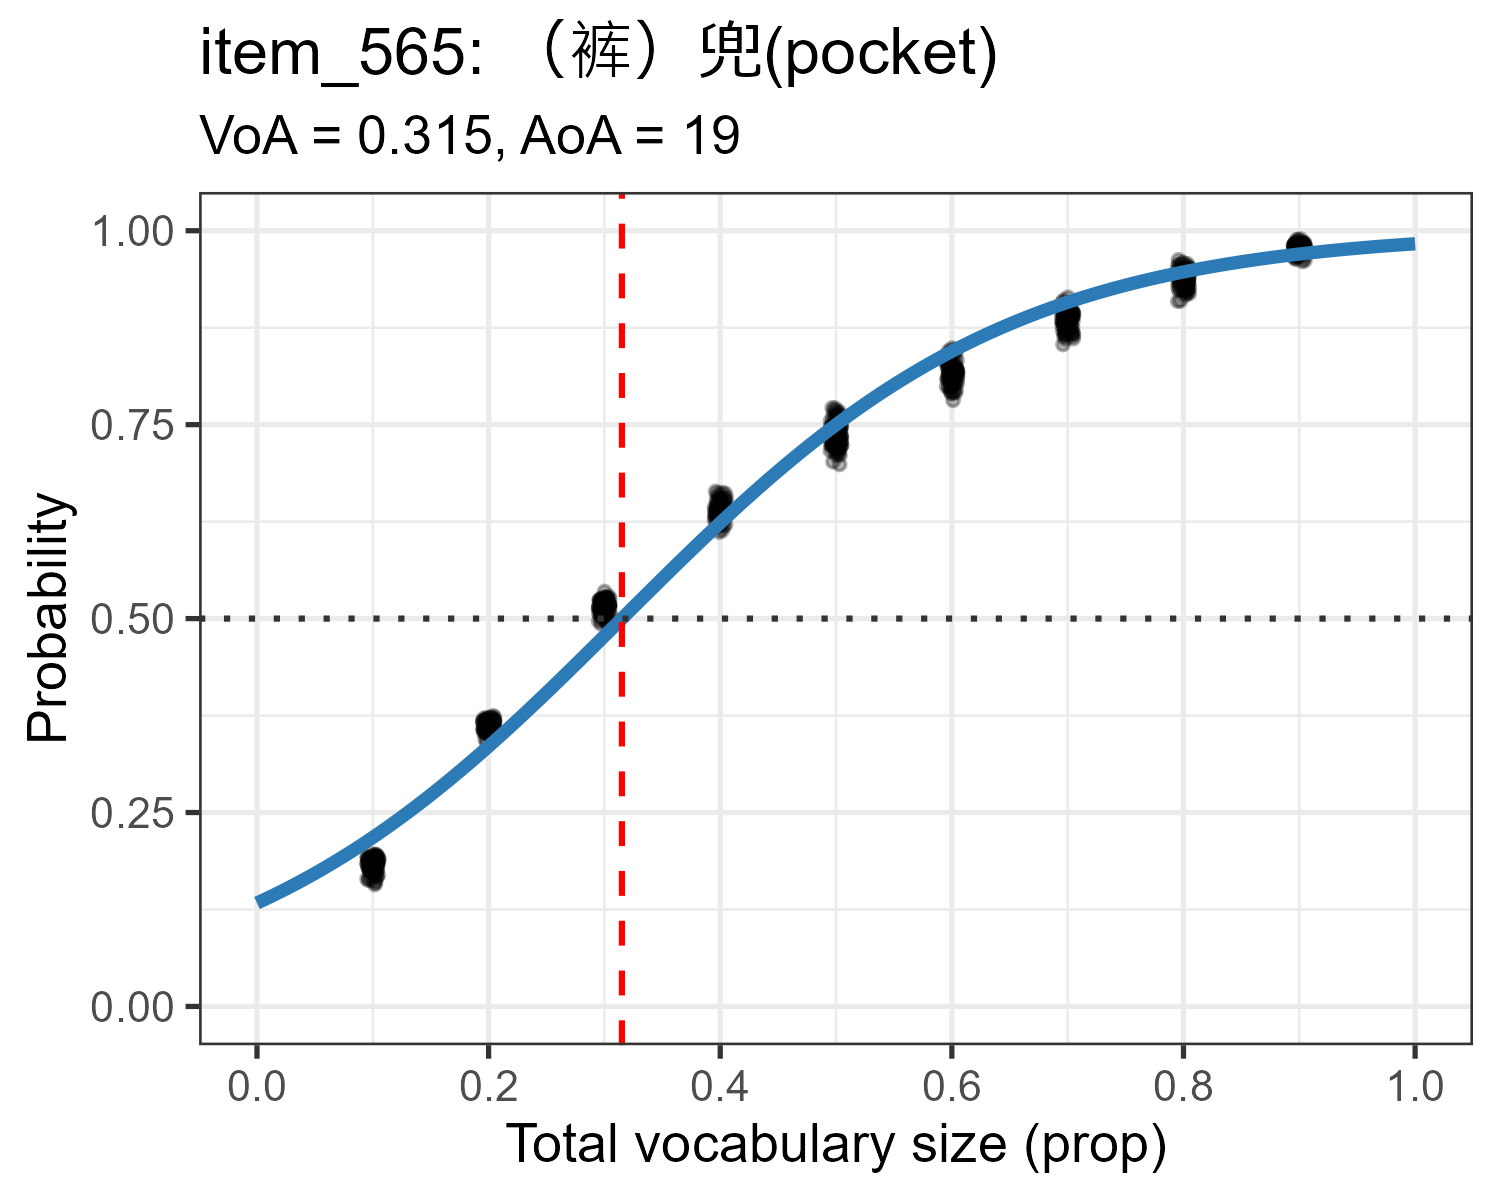 item_565: （裤）兜(pocket)
VoA = 0.315, AoA = 19
Probability
1.00
0.75
0.50
0.25
0.00
0.0 0.2 0.4 0.6 0.8 1.0
Total vocabulary size (prop)